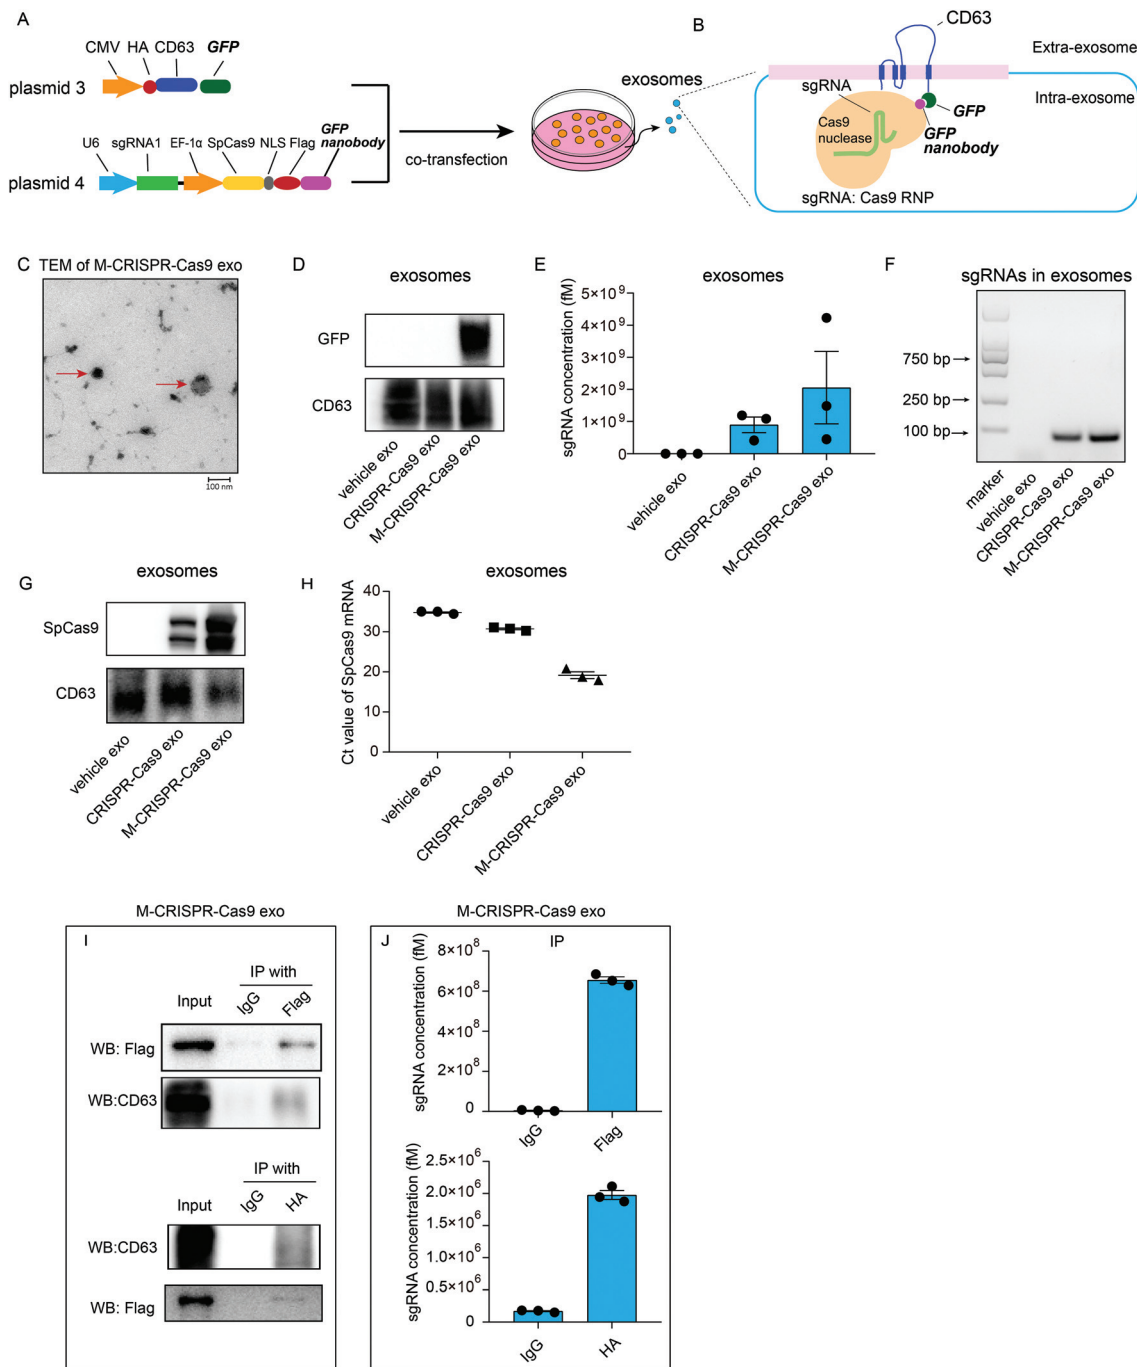 A
CMV HA CD63 GFP
plasmid 3
U6 sgRNA1 EF-1α SpCas9 NLS Flag GFP nanobody
plasmid 4
co-transfection
exosomes
B
CD63
Extra-exosome
Intra-exosome
sgRNA
Cas9
nuclease
GFP
GFP
nanobody
sgRNA: Cas9 RNP
C
TEM of M-CRISPR-Cas9 exo
100 nm
D
exosomes
GFP
CD63
vehicle exo
CRISPR-Cas9 exo
M-CRISPR-Cas9 exo
E
exosomes
sgRNA concentration (fM)
5×10⁹
4×10⁹
3×10⁹
2×10⁹
1×10⁹
0
vehicle exo
CRISPR-Cas9 exo
M-CRISPR-Cas9 exo
F
sgRNAs in exosomes
750 bp
250 bp
100 bp
marker
vehicle exo
CRISPR-Cas9 exo
M-CRISPR-Cas9 exo
G
exosomes
SpCas9
CD63
vehicle exo
CRISPR-Cas9 exo
M-CRISPR-Cas9 exo
H
exosomes
Ct value of SpCas9 mRNA
40
30
20
10
0
vehicle exo
CRISPR-Cas9 exo
M-CRISPR-Cas9 exo
M-CRISPR-Cas9 exo
I
IP with
Input IgG Flag
WB: Flag
WB:CD63
IP with
Input IgG HA
WB:CD63
WB: Flag
M-CRISPR-Cas9 exo
J
IP
sgRNA concentration (fM)
8×10⁸
6×10⁸
4×10⁸
2×10⁸
0
IgG Flag
sgRNA concentration (fM)
2.5×10⁶
2.0×10⁶
1.5×10⁶
1.0×10⁶
0.5×10⁶
0
IgG HA